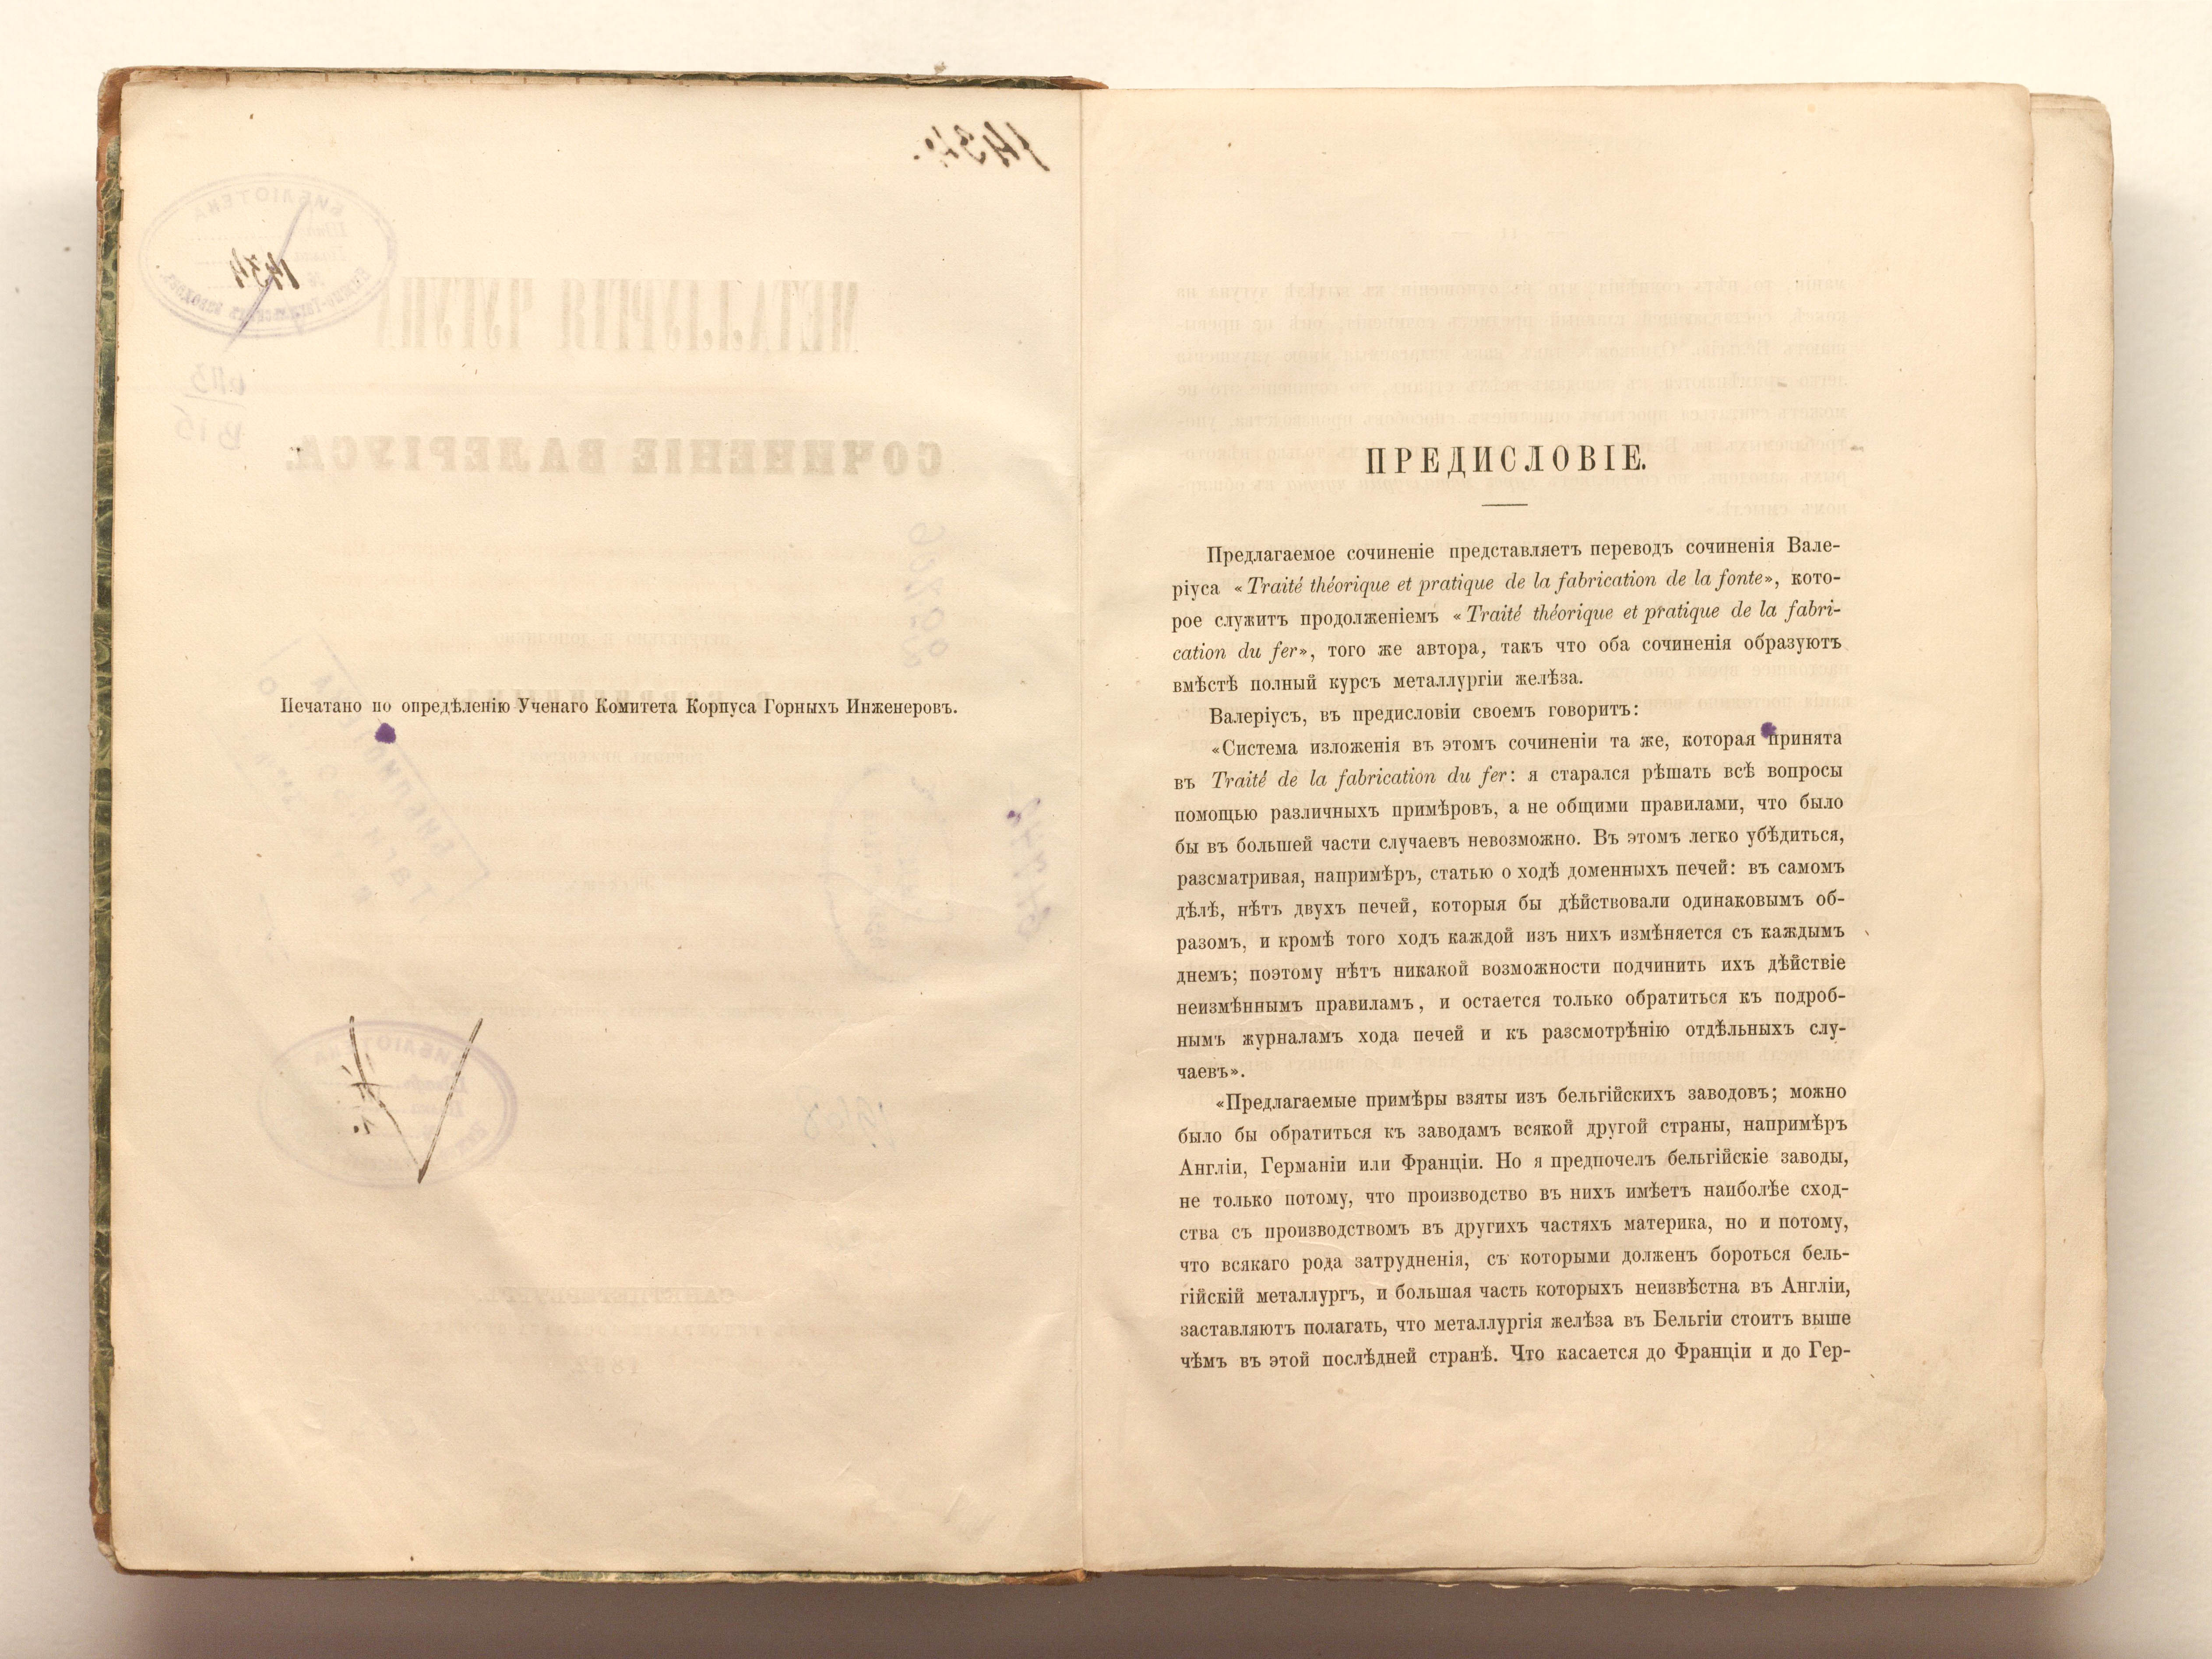 Печатано по опредѣленію Ученаго Комитета Корпуса Горныхъ Инженеровъ.
ПРЕДИСЛОВІЕ.
Предлагаемое сочиненіе представляетъ переводъ сочиненія Вале-
ріуса «Traité théorique et pratique de la fabrication de la fonte», кото-
рое служитъ продолженіемъ «Traité théorique et pratique de la fabri-
cation du fer», того же автора, такъ что оба сочиненія образуютъ
вмѣстѣ полный курсъ металлургіи желѣза.
Валеріусъ, въ предисловіи своемъ говоритъ:
«Система изложенія въ этомъ сочиненіи та же, которая принята
въ Traité de la fabrication du fer: я старался рѣшать всѣ вопросы
помощью различныхъ примѣровъ, а не общими правилами, что было
бы въ большей части случаевъ невозможно. Въ этомъ легко убѣдиться,
разсматривая, напримѣръ, статью о ходѣ доменныхъ печей: въ самомъ
дѣлѣ, нѣтъ двухъ печей, которыя бы дѣйствовали одинаковымъ об-
разомъ, и кромѣ того ходъ каждой изъ нихъ измѣняется съ каждымъ
днемъ; поэтому нѣтъ никакой возможности подчинить ихъ дѣйствіе
неизмѣннымъ правиламъ, и остается только обратиться къ подроб-
нымъ журналамъ хода печей и къ разсмотрѣнію отдѣльныхъ слу-
чаевъ».
«Предлагаемые примѣры взяты изъ бельгійскихъ заводовъ; можно
было бы обратиться къ заводамъ всякой другой страны, напримѣръ
Англіи, Германіи или Франціи. Но я предпочелъ бельгійскіе заводы,
не только потому, что производство въ нихъ имѣетъ наиболѣе сход-
ства съ производствомъ въ другихъ частяхъ материка, но и потому,
что всякаго рода затрудненія, съ которыми долженъ бороться бель-
гійскій металлургъ, и большая часть которыхъ неизвѣстна въ Англіи,
заставляютъ полагать, что металлургія желѣза въ Бельгіи стоитъ выше
чѣмъ въ этой послѣдней странѣ. Что касается до Франціи и до Гер-